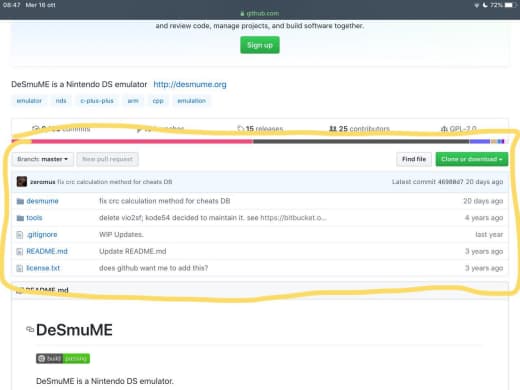 08:47 Mer 16 ott
72%
github.com
and review code, manage projects, and build software together.
Sign up
DeSmuME is a Nintendo DS emulator http://desmume.org
emulator nds c-plus-plus arm cpp emulation
commits 15 releases 25 contributors GPL-2.0
Branch: master New pull request Find file Clone or download
zeromus fix crc calculation method for cheats DB Latest commit 46988d7 20 days ago
desmume fix crc calculation method for cheats DB 20 days ago
tools delete vio2sf; kode54 decided to maintain it. see https://bitbucket.o... 4 years ago
.gitignore WIP Updates. last year
README.md Update README.md 3 years ago
license.txt does github want me to add this? 3 years ago
README.md
DeSmuME
build passing
DeSmuME is a Nintendo DS emulator.